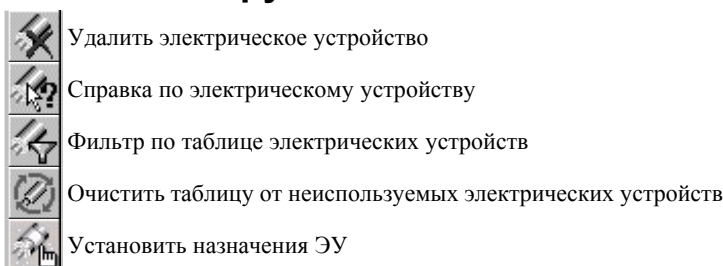 Удалить электрическое устройство
Справка по электрическому устройству
Фильтр по таблице электрических устройств
Очистить таблицу от неиспользуемых электрических устройств
Установить назначения ЭУ